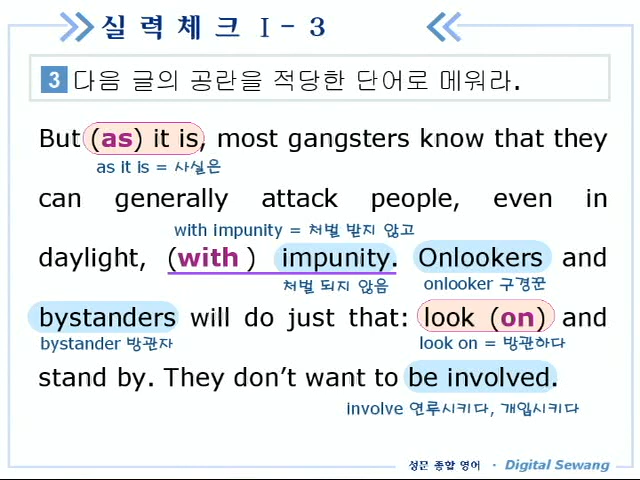 실 력 체 크 I - 3
3 다음 글의 공란을 적당한 단어로 메워라.
But (as) it is, most gangsters know that they
as it is = 사실은
can generally attack people, even in
with impunity = 처벌 받지 않고
daylight, (with ) impunity. Onlookers and
처벌 되지 않음 onlooker 구경꾼
bystanders will do just that: look (on) and
bystander 방관자 look on = 방관하다
stand by. They don't want to be involved.
involve 연루시키다, 개입시키다
성문 종합 영어 · Digital Sewang